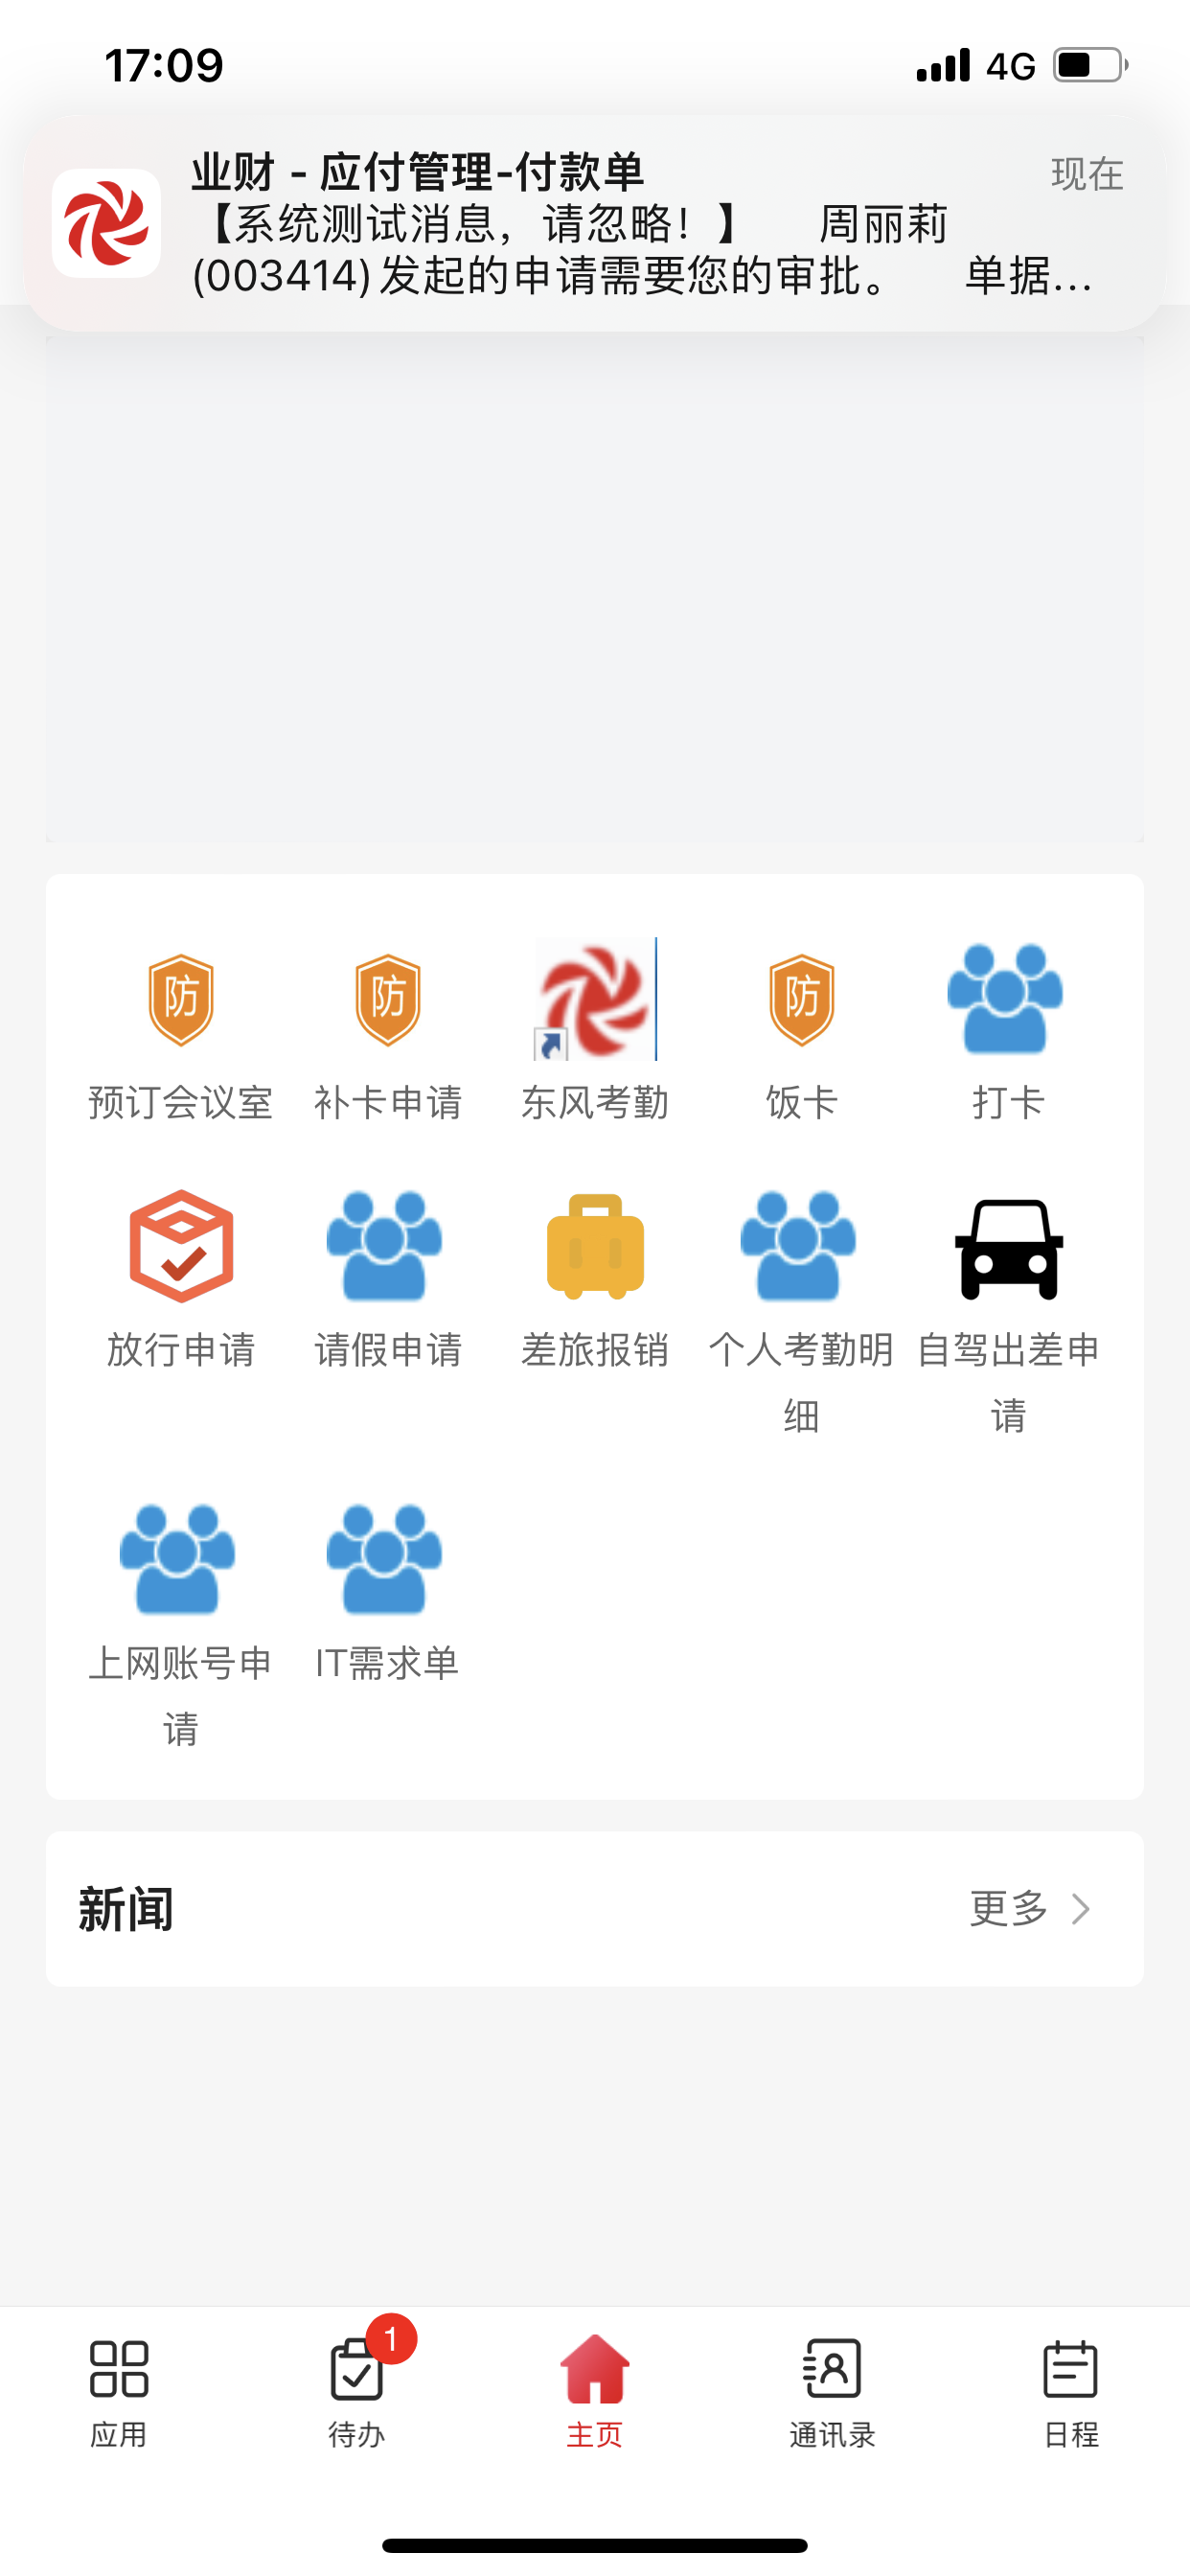 17:09
4G
业财 - 应付管理-付款单
现在
【系统测试消息，请忽略！】 周丽莉
(003414)发起的申请需要您的审批。 单据...
防 防 防
预订会议室 补卡申请 东风考勤 饭卡 打卡
放行申请 请假申请 差旅报销 个人考勤明 自驾出差申
细 请
上网账号申 IT需求单
请
新闻
更多
1
应用 待办 主页 通讯录 日程